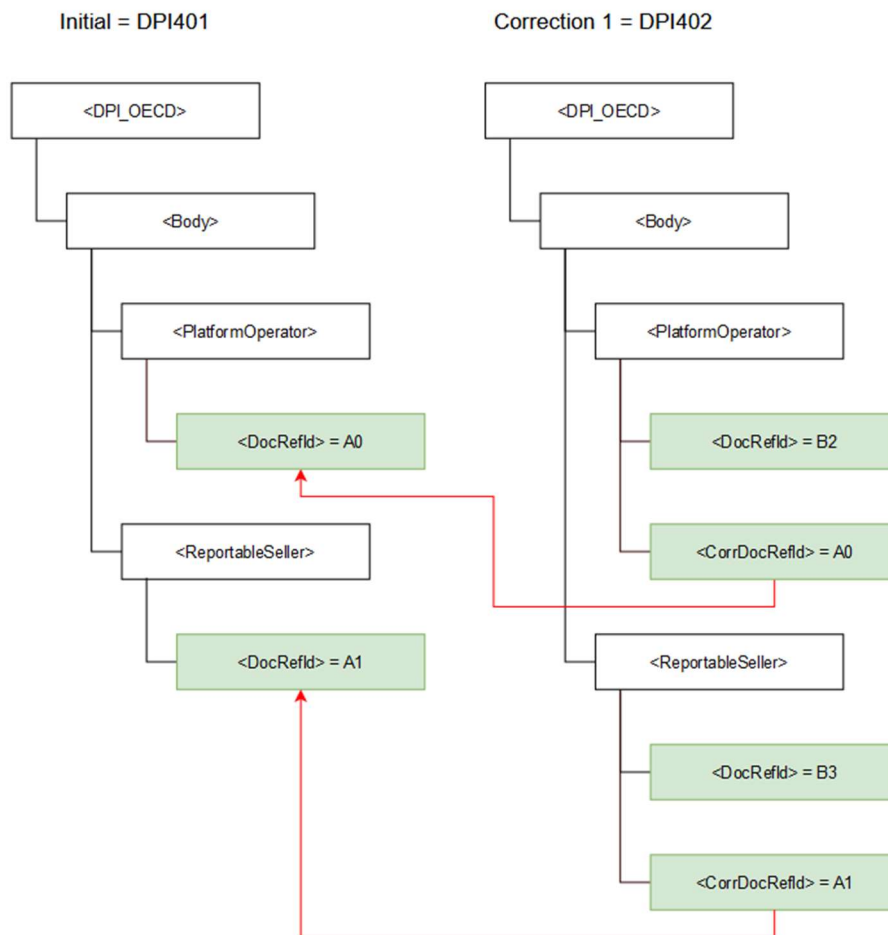 Initial = DPI401
<DPI_OECD>
<Body>
<PlatformOperator>
<DocRefId> = A0
<ReportableSeller>
<DocRefId> = A1
Correction 1 = DPI402
<DPI_OECD>
<Body>
<PlatformOperator>
<DocRefId> = B2
<CorrDocRefId> = A0
<ReportableSeller>
<DocRefId> = B3
<CorrDocRefId> = A1